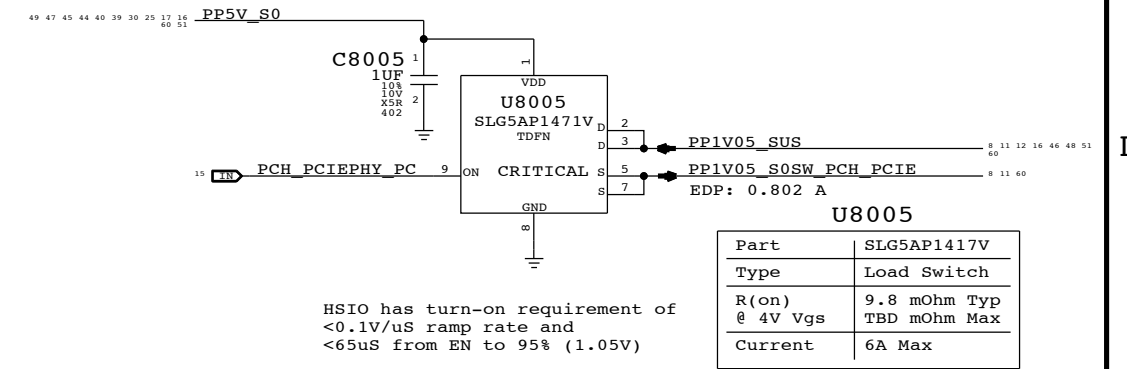 49 47 45 44 40 39 30 25 17 16
60 51
PP5V_S0
C8005
1
1UF
10%
10V
X5R
402
2
1
VDD
U8005
SLG5AP1471V
TDFN
D 2
D 3
PP1V05_SUS
8 11 12 16 46 48 51
60
15 IN PCH_PCIEPHY_PC 9 ON
CRITICAL
S 5
S 7
PP1V05_S0SW_PCH_PCIE
8 11 60
EDP: 0.802 A
GND
8
U8005
Part SLG5AP1417V
Type Load Switch
R(on) 9.8 mOhm Typ
@ 4V Vgs TBD mOhm Max
Current 6A Max
HSIO has turn-on requirement of
<0.1V/uS ramp rate and
<65uS from EN to 95% (1.05V)